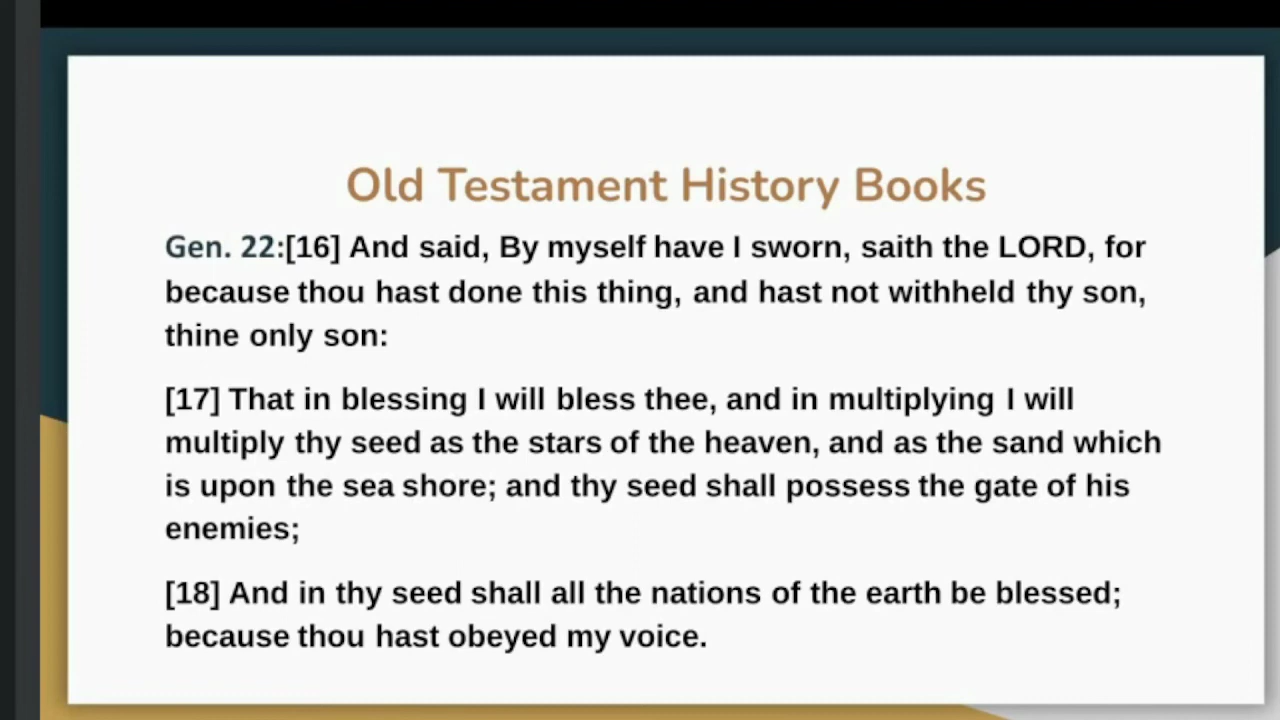 Old Testament History Books
Gen. 22:[16] And said, By myself have I sworn, saith the LORD, for
because thou hast done this thing, and hast not withheld thy son,
thine only son:
[17] That in blessing I will bless thee, and in multiplying I will
multiply thy seed as the stars of the heaven, and as the sand which
is upon the sea shore; and thy seed shall possess the gate of his
enemies;
[18] And in thy seed shall all the nations of the earth be blessed;
because thou hast obeyed my voice.